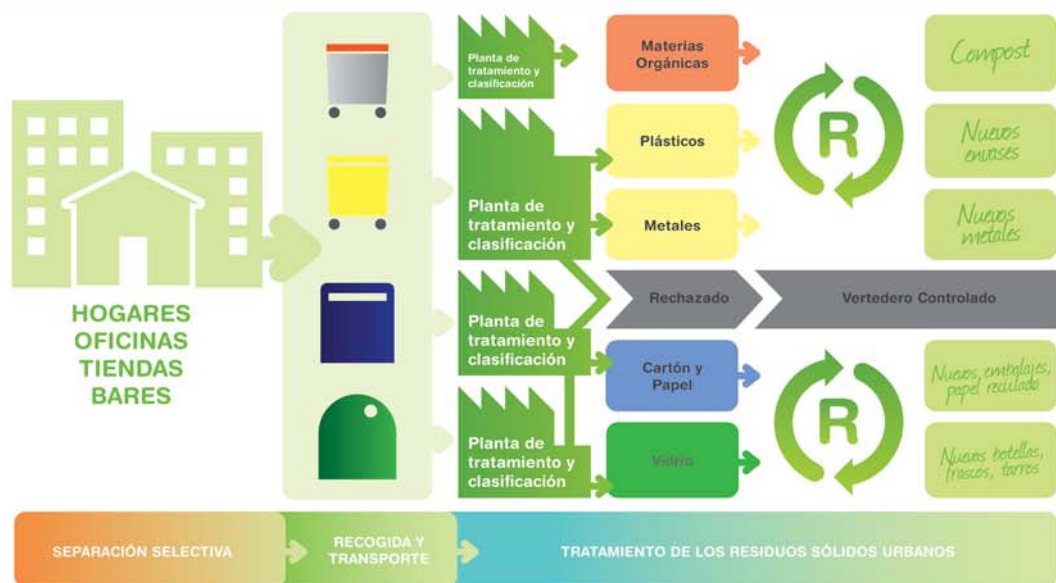 HOGARES
OFICINAS
TIENDAS
BARES
Planta de
tratamiento y
clasificación
Materias
Orgánicas
R
Compost
Planta de
tratamiento y
clasificación
Plásticos
Nuevos
envases
Metales
Nuevos
metales
Rechazado
Vertedero Controlado
Planta de
tratamiento y
clasificación
Cartón y
Papel
R
Nuevos, embalajes,
papel reciclado
Planta de
tratamiento y
clasificación
Vidrio
Nuevos botellas,
frascos, tarros
SEPARACIÓN SELECTIVA
RECOGIDA Y
TRANSPORTE
TRATAMIENTO DE LOS RESIDUOS SÓLIDOS URBANOS